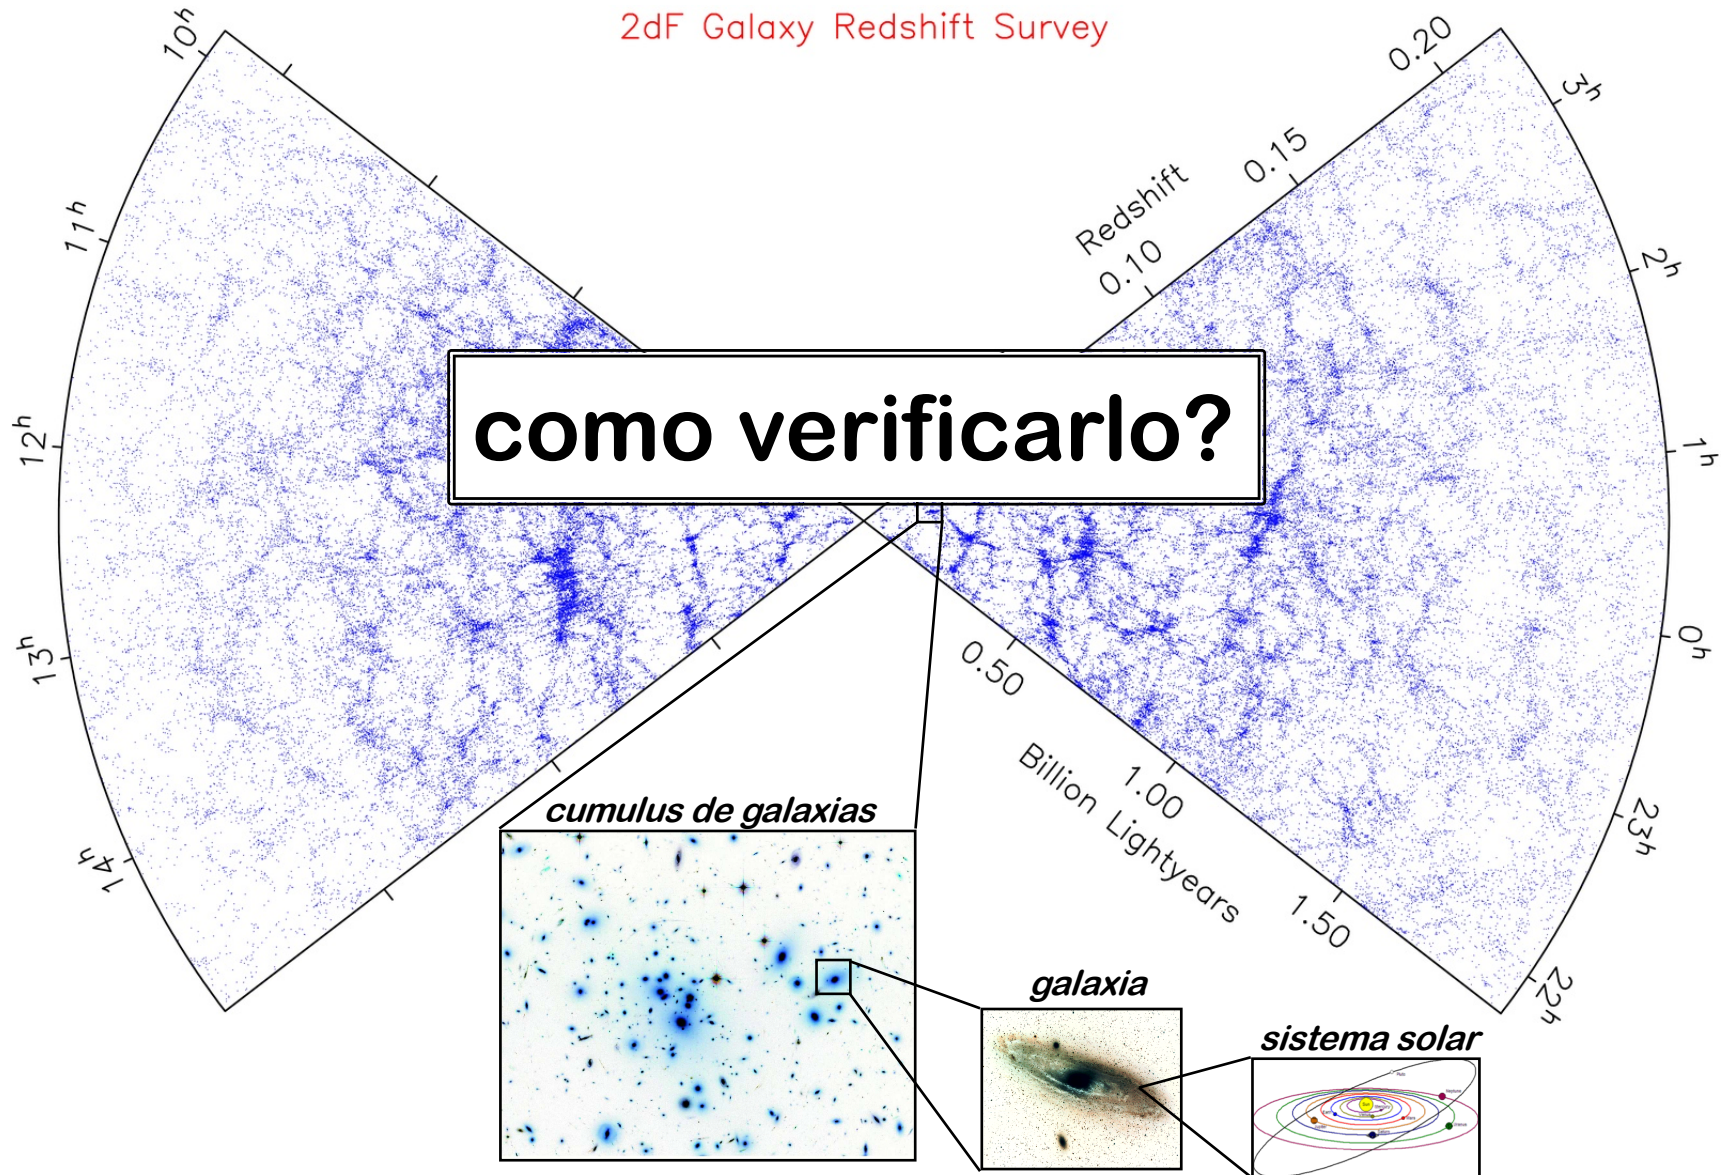 2dF Galaxy Redshift Survey
10h
11h
12h
13h
14h
Redshift
0.10
0.15
0.20
3h
2h
1h
0h
23h
22h
como verificarlo?
0.50
1.00
1.50
Billion Lightyears
cumulus de galaxias
galaxia
sistema solar